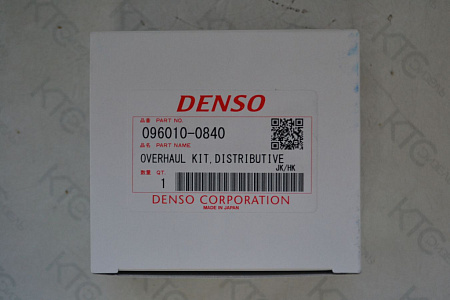 DENSO
品番 PART NO.
096010-0840
品名 PART NAME
OVERHAUL KIT,DISTRIBUTIVE
JK/HK
数量 QT.
1
DENSO CORPORATION
MADE IN JAPAN